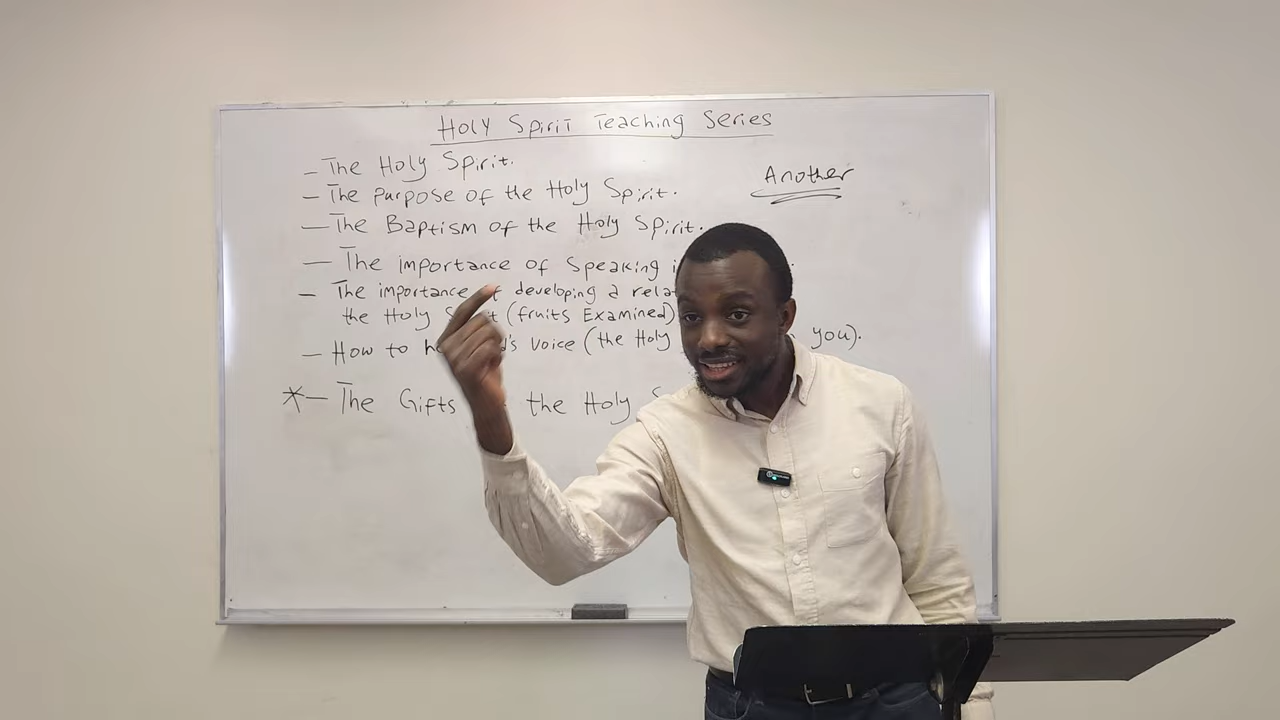 Holy Spirit Teaching Series
- The Holy Spirit.
Another
- The purpose of the Holy Spirit.
- The Baptism of the Holy Spirit.
- The importance of Speaking
- The importance developing a
the Holy (fruits Examined)
- How to Voice (the Holy you).
*- The Gifts the Holy